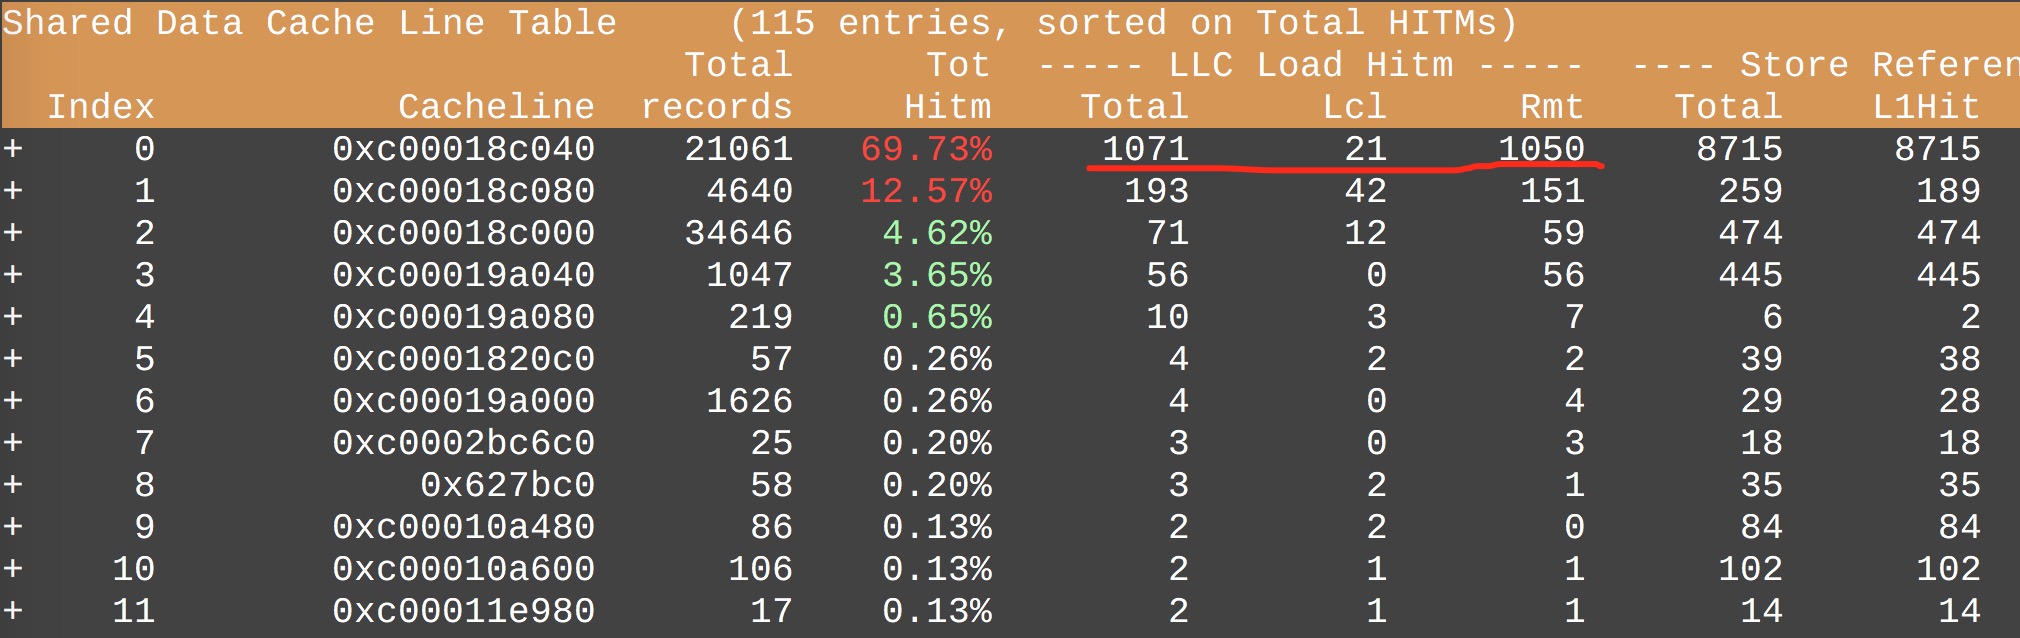 Shared Data Cache Line Table     (115 entries, sorted on Total HITMs)
Total Tot ----- LLC Load Hitm ----- ---- Store Referen
Index Cacheline records Hitm Total Lcl Rmt Total L1Hit
+ 0 0xc00018c040 21061 69.73% 1071 21 1050 8715 8715
+ 1 0xc00018c080 4640 12.57% 193 42 151 259 189
+ 2 0xc00018c000 34646 4.62% 71 12 59 474 474
+ 3 0xc00019a040 1047 3.65% 56 0 56 445 445
+ 4 0xc00019a080 219 0.65% 10 3 7 6 2
+ 5 0xc0001820c0 57 0.26% 4 2 2 39 38
+ 6 0xc00019a000 1626 0.26% 4 0 4 29 28
+ 7 0xc0002bc6c0 25 0.20% 3 0 3 18 18
+ 8 0x627bc0 58 0.20% 3 2 1 35 35
+ 9 0xc00010a480 86 0.13% 2 2 0 84 84
+ 10 0xc00010a600 106 0.13% 2 1 1 102 102
+ 11 0xc00011e980 17 0.13% 2 1 1 14 14